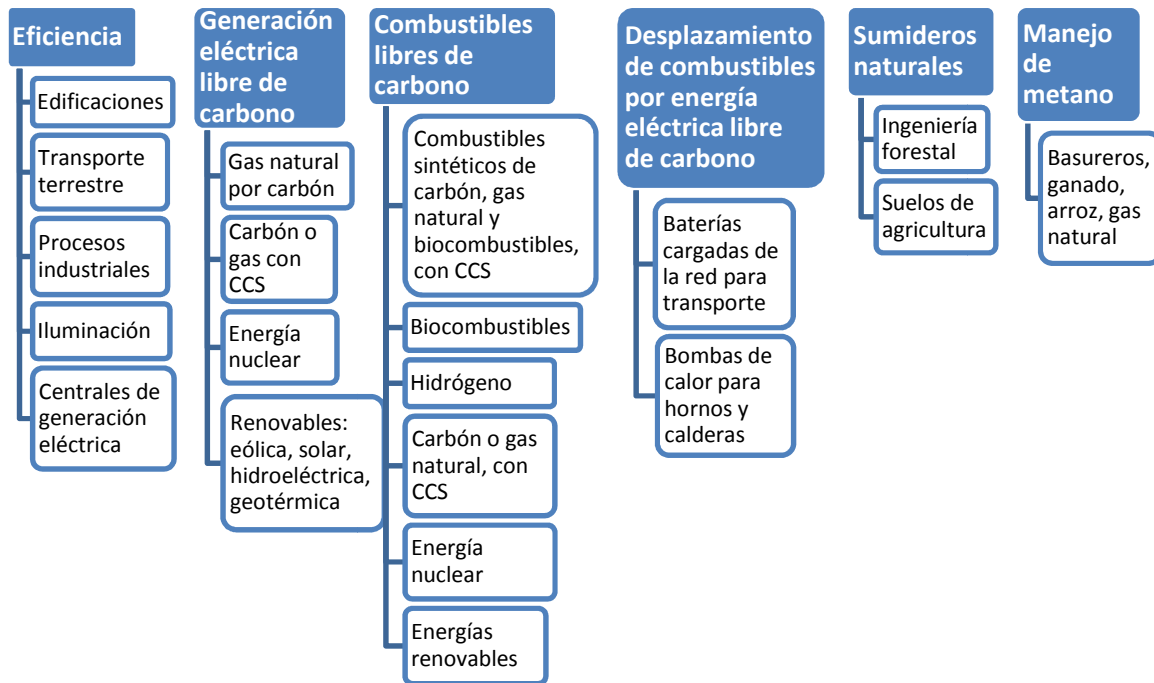 Eficiencia
Edificaciones
Transporte
terrestre
Procesos
industriales
Iluminación
Centrales de
generación
eléctrica
Generación
eléctrica
libre de
carbono
Gas natural
por carbón
Carbón o
gas con
CCS
Energía
nuclear
Renovables:
eólica, solar,
hidroeléctrica,
geotérmica
Combustibles
libres de
carbono
Combustibles
sintéticos de
carbón, gas
natural y
biocombustibles,
con CCS
Biocombustibles
Hidrógeno
Carbón o gas
natural, con
CCS
Energía
nuclear
Energías
renovables
Desplazamiento
de combustibles
por energía
eléctrica libre
de carbono
Baterías
cargadas de
la red para
transporte
Bombas de
calor para
hornos y
calderas
Sumideros
naturales
Ingeniería
forestal
Suelos de
agricultura
Manejo
de
metano
Basureros,
ganado,
arroz, gas
natural